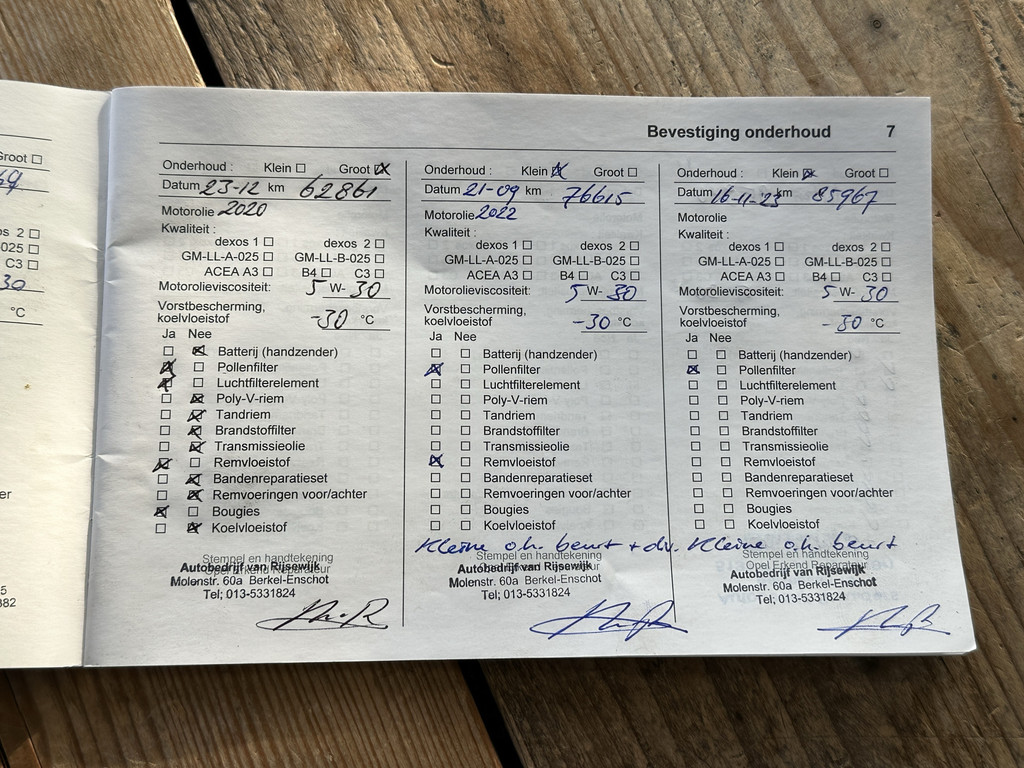 Groot ☐
69
s 2 ☐
-025 ☐
C3 ☐
30
°C
er
5
382
Bevestiging onderhoud 7
Onderhoud : Klein ☐ Groot ☒
Datum 23-12 km 62861
Motorolie 2020
Kwaliteit :
dexos 1 ☐ dexos 2 ☐
GM-LL-A-025 ☐ GM-LL-B-025 ☐
ACEA A3 ☐ B4 ☐ C3 ☐
Motorolieviscositeit: 5 W- 30
Vorstbescherming,
koelvloeistof -30 °C
Ja Nee
☐ ☒ Batterij (handzender)
☒ ☐ Pollenfilter
☒ ☐ Luchtfilterelement
☐ ☒ Poly-V-riem
☐ ☒ Tandriem
☐ ☒ Brandstoffilter
☐ ☒ Transmissieolie
☒ ☐ Remvloeistof
☐ ☒ Bandenreparatieset
☐ ☒ Remvoeringen voor/achter
☒ ☐ Bougies
☐ ☒ Koelvloeistof
Stempel en handtekening
Opel Erkend Reparateur
Autobedrijf van Rijsewijk
Molenstr. 60a Berkel-Enschot
Tel; 013-5331824
Onderhoud : Klein ☒ Groot ☐
Datum 21-09 km 76615
Motorolie 2022
Kwaliteit :
dexos 1 ☐ dexos 2 ☐
GM-LL-A-025 ☐ GM-LL-B-025 ☐
ACEA A3 ☐ B4 ☐ C3 ☐
Motorolieviscositeit: 5 W- 30
Vorstbescherming,
koelvloeistof -30 °C
Ja Nee
☐ ☐ Batterij (handzender)
☒ ☐ Pollenfilter
☐ ☐ Luchtfilterelement
☐ ☐ Poly-V-riem
☐ ☐ Tandriem
☐ ☐ Brandstoffilter
☐ ☐ Transmissieolie
☒ ☐ Remvloeistof
☐ ☐ Bandenreparatieset
☐ ☐ Remvoeringen voor/achter
☐ ☐ Bougies
☐ ☐ Koelvloeistof
Kleine o.h. beurt + div.
Stempel en handtekening
Opel Erkend Reparateur
Autobedrijf van Rijsewijk
Molenstr. 60a Berkel-Enschot
Tel; 013-5331824
Onderhoud : Klein ☒ Groot ☐
Datum 16-11-23 km 85967
Motorolie
Kwaliteit :
dexos 1 ☐ dexos 2 ☐
GM-LL-A-025 ☐ GM-LL-B-025 ☐
ACEA A3 ☐ B4 ☐ C3 ☐
Motorolieviscositeit: 5 W- 30
Vorstbescherming,
koelvloeistof -30 °C
Ja Nee
☐ ☐ Batterij (handzender)
☒ ☐ Pollenfilter
☐ ☐ Luchtfilterelement
☐ ☐ Poly-V-riem
☐ ☐ Tandriem
☐ ☐ Brandstoffilter
☐ ☐ Transmissieolie
☐ ☐ Remvloeistof
☐ ☐ Bandenreparatieset
☐ ☐ Remvoeringen voor/achter
☐ ☐ Bougies
☐ ☐ Koelvloeistof
Kleine o.h. beurt
Stempel en handtekening
Opel Erkend Reparateur
Autobedrijf van Rijsewijk
Molenstr. 60a Berkel-Enschot
Tel; 013-5331824